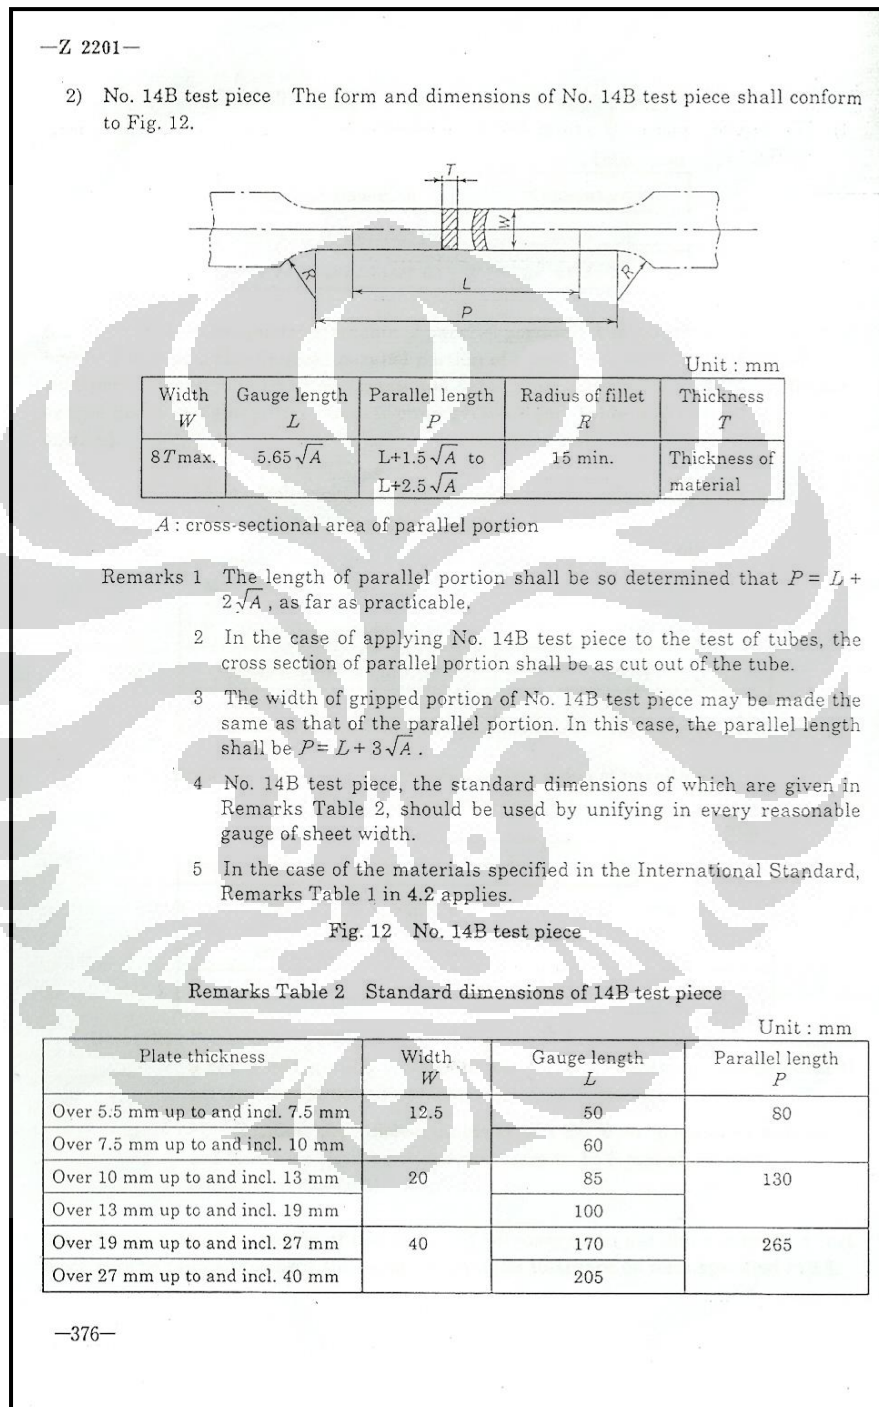 —Z 2201—
2) No. 14B test piece The form and dimensions of No. 14B test piece shall conform
to Fig. 12.
T
W
R
R
L
P
Unit : mm
Width Gauge length Parallel length Radius of fillet Thickness
W L P R T
8Tmax. 5.65√A L+1.5√A to 15 min. Thickness of
L+2.5√A material
A : cross-sectional area of parallel portion
Remarks 1 The length of parallel portion shall be so determined that P = L +
2√A , as far as practicable.
2 In the case of applying No. 14B test piece to the test of tubes, the
cross section of parallel portion shall be as cut out of the tube.
3 The width of gripped portion of No. 14B test piece may be made the
same as that of the parallel portion. In this case, the parallel length
shall be P= L+ 3√A .
4 No. 14B test piece, the standard dimensions of which are given in
Remarks Table 2, should be used by unifying in every reasonable
gauge of sheet width.
5 In the case of the materials specified in the International Standard,
Remarks Table 1 in 4.2 applies.
Fig. 12 No. 14B test piece
Remarks Table 2 Standard dimensions of 14B test piece
Unit : mm
Plate thickness Width Gauge length Parallel length
W L P
Over 5.5 mm up to and incl. 7.5 mm 12.5 50 80
Over 7.5 mm up to and incl. 10 mm 60
Over 10 mm up to and incl. 13 mm 20 85 130
Over 13 mm up to and incl. 19 mm 100
Over 19 mm up to and incl. 27 mm 40 170 265
Over 27 mm up to and incl. 40 mm 205
—376—